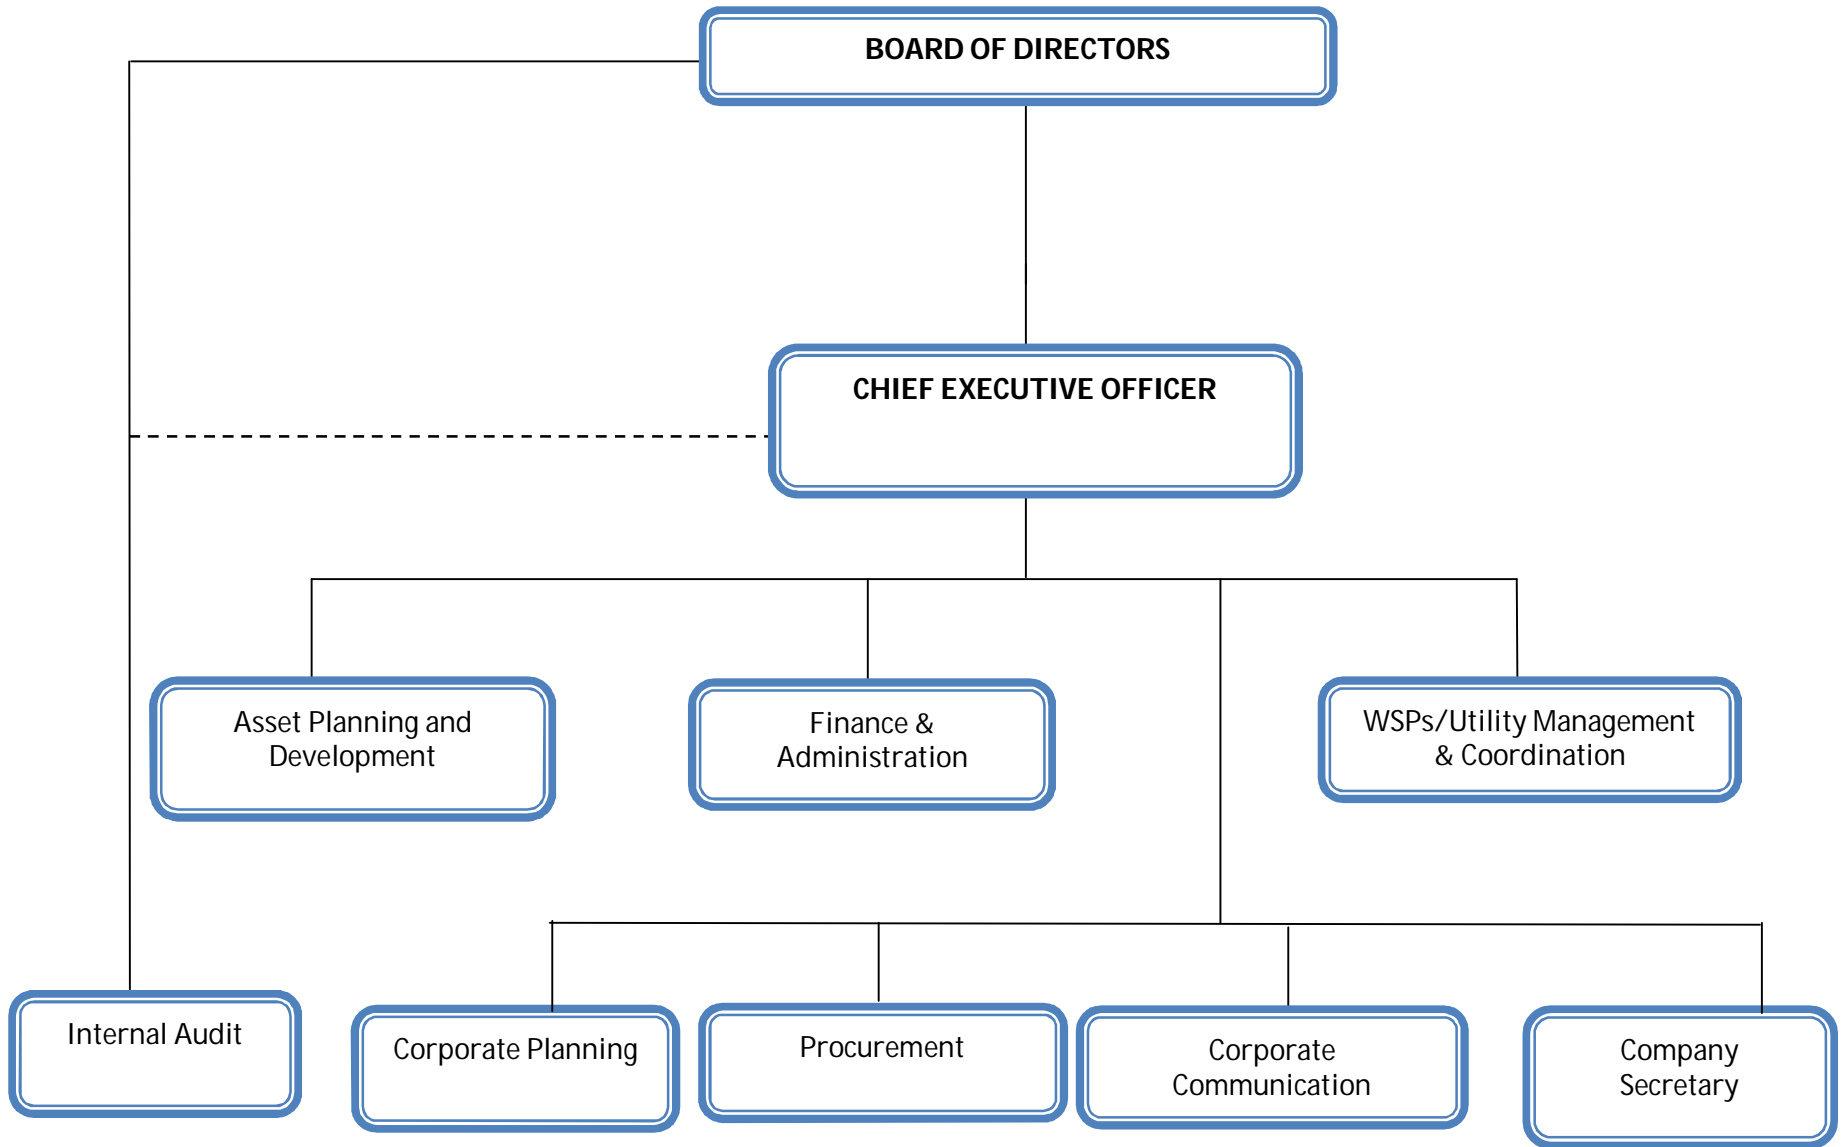 BOARD OF DIRECTORS
CHIEF EXECUTIVE OFFICER
Asset Planning and
Development
Finance &
Administration
WSPs/Utility Management
& Coordination
Internal Audit
Corporate Planning
Procurement
Corporate
Communication
Company
Secretary